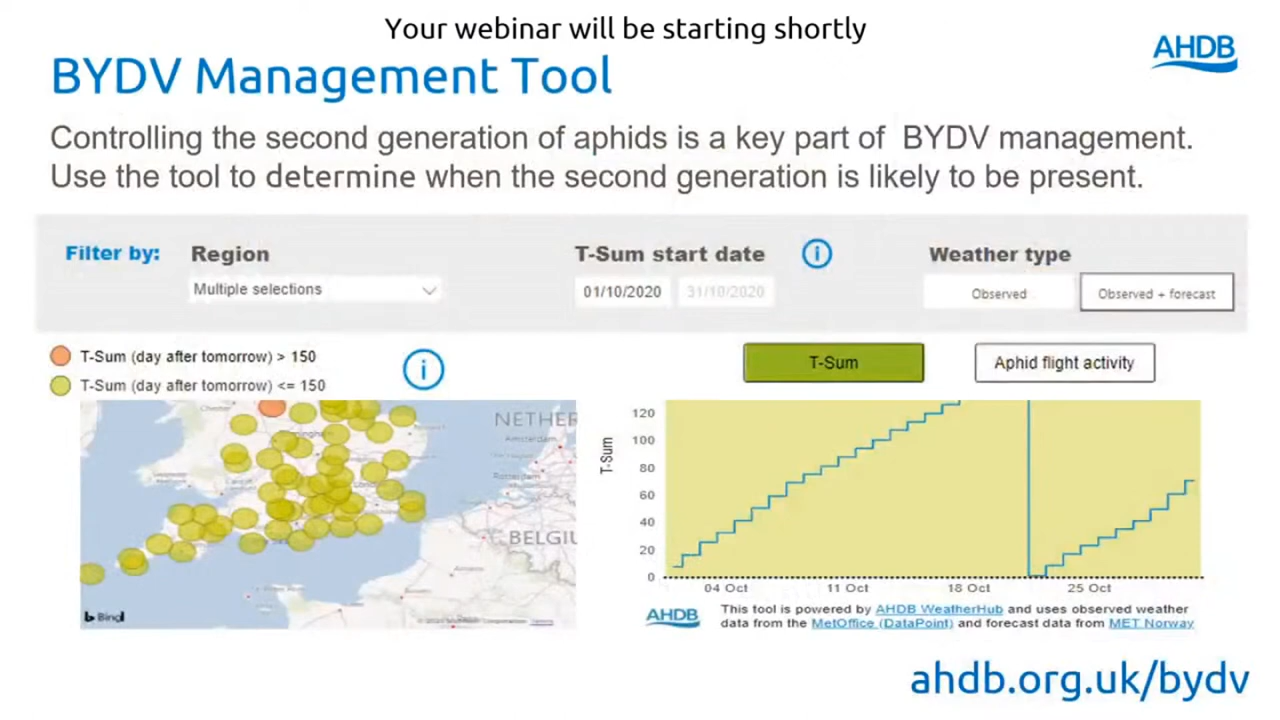 Your webinar will be starting shortly
AHDB
BYDV Management Tool
Controlling the second generation of aphids is a key part of BYDV management.
Use the tool to determine when the second generation is likely to be present.
Filter by:
Region
Multiple selections
T-Sum start date
01/10/2020
31/10/2020
Weather type
Observed
Observed + forecast
T-Sum (day after tomorrow) > 150
T-Sum (day after tomorrow) <= 150
T-Sum
Aphid flight activity
NETHER
Amsterdam
Rotterdam
BELGIU
Bing
T-Sum
120
100
80
60
40
20
0
04 Oct
11 Oct
18 Oct
25 Oct
AHDB
This tool is powered by AHDB WeatherHub and uses observed weather
data from the MetOffice (DataPoint) and forecast data from MET Norway
ahdb.org.uk/bydv